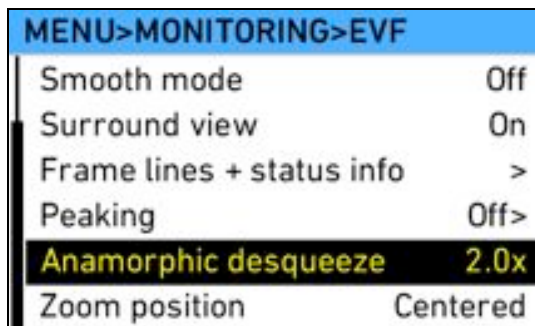 MENU>MONITORING>EVF
Smooth mode Off
Surround view On
Frame lines + status info >
Peaking Off>
Anamorphic desqueeze 2.0x
Zoom position Centered